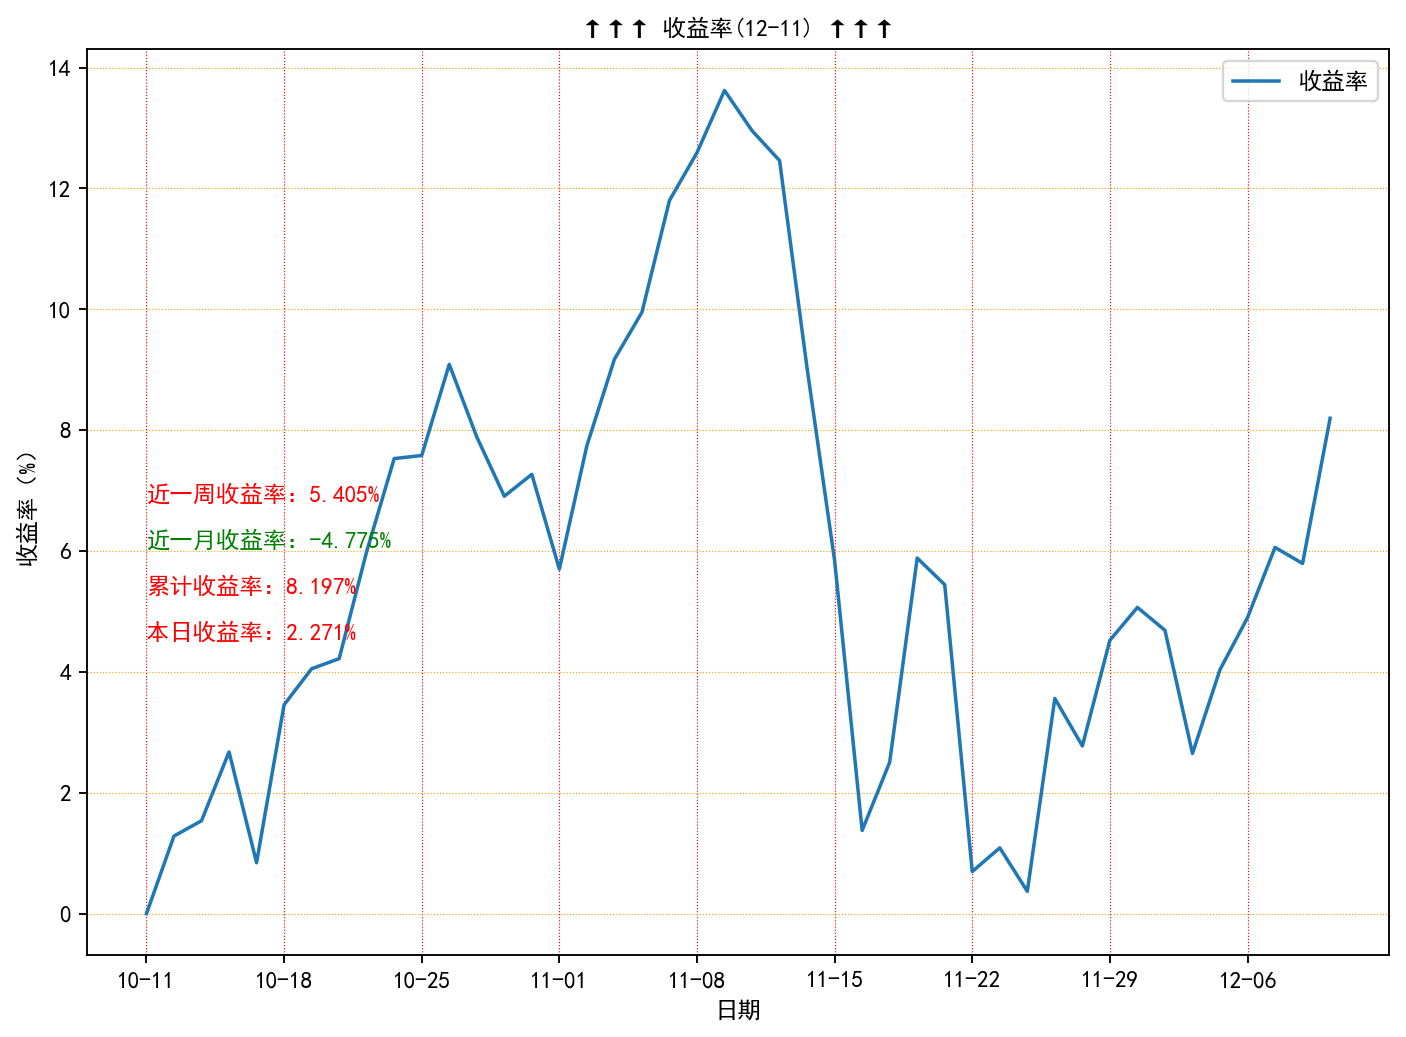 ↑↑↑ 收益率(12-11) ↑↑↑
收益率
14
12
10
8
6
4
2
0
收益率 (%)
近一周收益率: 5.405%
近一月收益率: -4.775%
累计收益率: 8.197%
本日收益率: 2.271%
10-11 10-18 10-25 11-01 11-08 11-15 11-22 11-29 12-06
日期